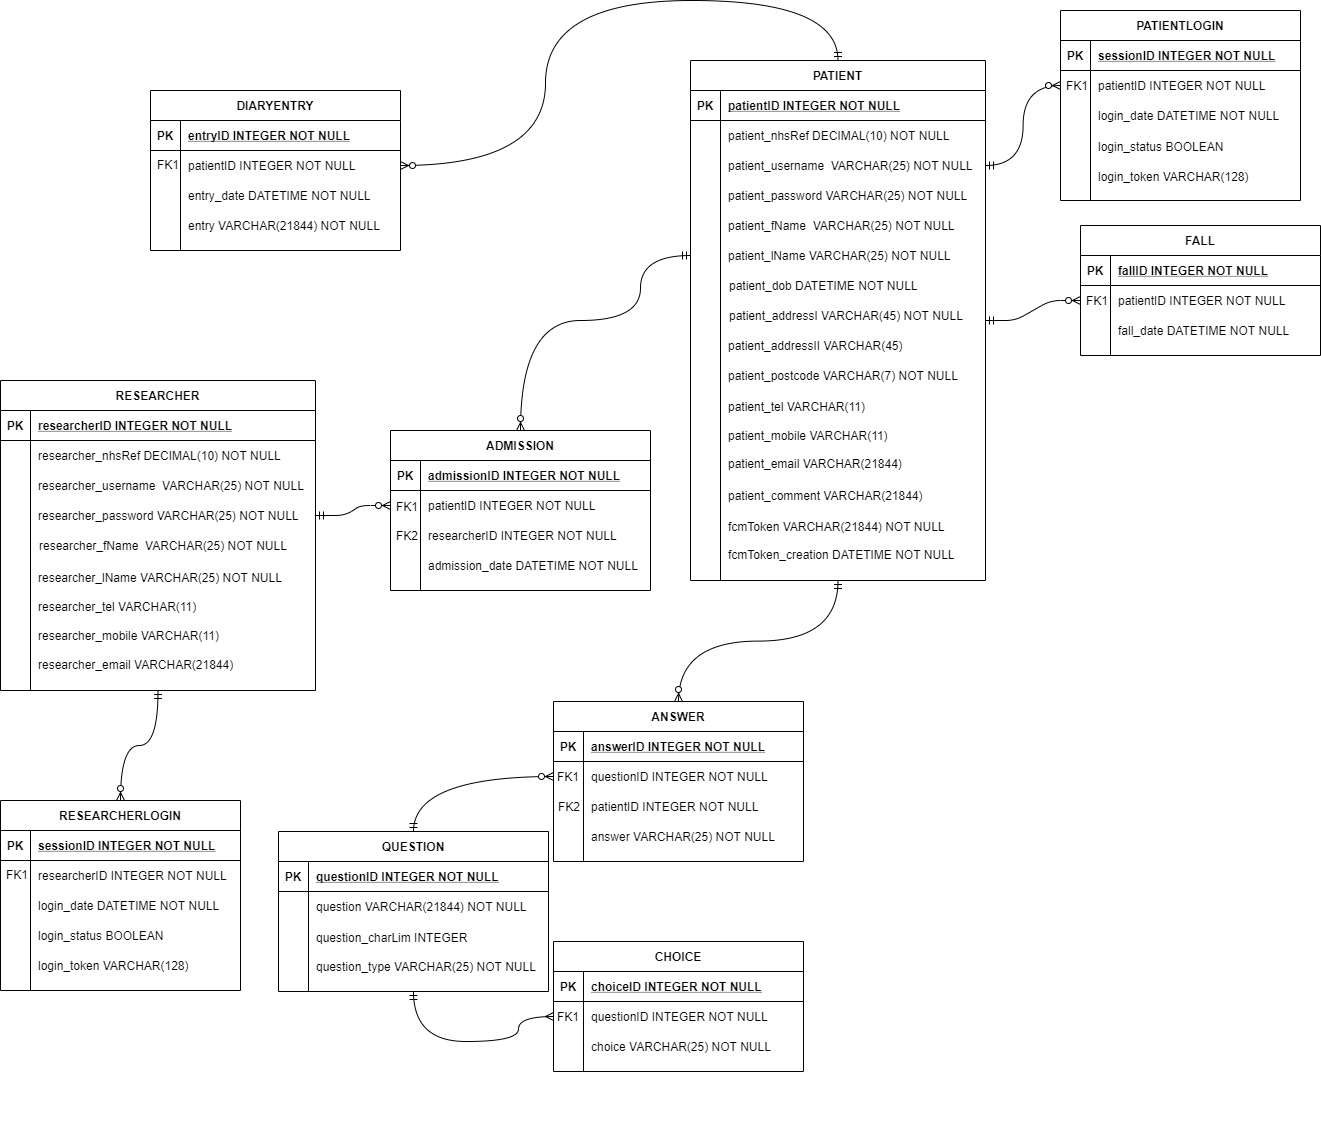 PATIENTLOGIN
PK sessionID INTEGER NOT NULL
FK1 patientID INTEGER NOT NULL
login_date DATETIME NOT NULL
login_status BOOLEAN
login_token VARCHAR(128)
PATIENT
PK patientID INTEGER NOT NULL
patient_nhsRef DECIMAL(10) NOT NULL
patient_username VARCHAR(25) NOT NULL
patient_password VARCHAR(25) NOT NULL
patient_fName VARCHAR(25) NOT NULL
patient_lName VARCHAR(25) NOT NULL
patient_dob DATETIME NOT NULL
patient_addressI VARCHAR(45) NOT NULL
patient_addressII VARCHAR(45)
patient_postcode VARCHAR(7) NOT NULL
patient_tel VARCHAR(11)
patient_mobile VARCHAR(11)
patient_email VARCHAR(21844)
patient_comment VARCHAR(21844)
fcmToken VARCHAR(21844) NOT NULL
fcmToken_creation DATETIME NOT NULL
DIARYENTRY
PK entryID INTEGER NOT NULL
FK1 patientID INTEGER NOT NULL
entry_date DATETIME NOT NULL
entry VARCHAR(21844) NOT NULL
FALL
PK fallID INTEGER NOT NULL
FK1 patientID INTEGER NOT NULL
fall_date DATETIME NOT NULL
RESEARCHER
PK researcherID INTEGER NOT NULL
researcher_nhsRef DECIMAL(10) NOT NULL
researcher_username VARCHAR(25) NOT NULL
researcher_password VARCHAR(25) NOT NULL
researcher_fName VARCHAR(25) NOT NULL
researcher_lName VARCHAR(25) NOT NULL
researcher_tel VARCHAR(11)
researcher_mobile VARCHAR(11)
researcher_email VARCHAR(21844)
ADMISSION
PK admissionID INTEGER NOT NULL
FK1 patientID INTEGER NOT NULL
FK2 researcherID INTEGER NOT NULL
admission_date DATETIME NOT NULL
ANSWER
PK answerID INTEGER NOT NULL
FK1 questionID INTEGER NOT NULL
FK2 patientID INTEGER NOT NULL
answer VARCHAR(25) NOT NULL
RESEARCHERLOGIN
PK sessionID INTEGER NOT NULL
FK1 researcherID INTEGER NOT NULL
login_date DATETIME NOT NULL
login_status BOOLEAN
login_token VARCHAR(128)
QUESTION
PK questionID INTEGER NOT NULL
question VARCHAR(21844) NOT NULL
question_charLim INTEGER
question_type VARCHAR(25) NOT NULL
CHOICE
PK choiceID INTEGER NOT NULL
FK1 questionID INTEGER NOT NULL
choice VARCHAR(25) NOT NULL